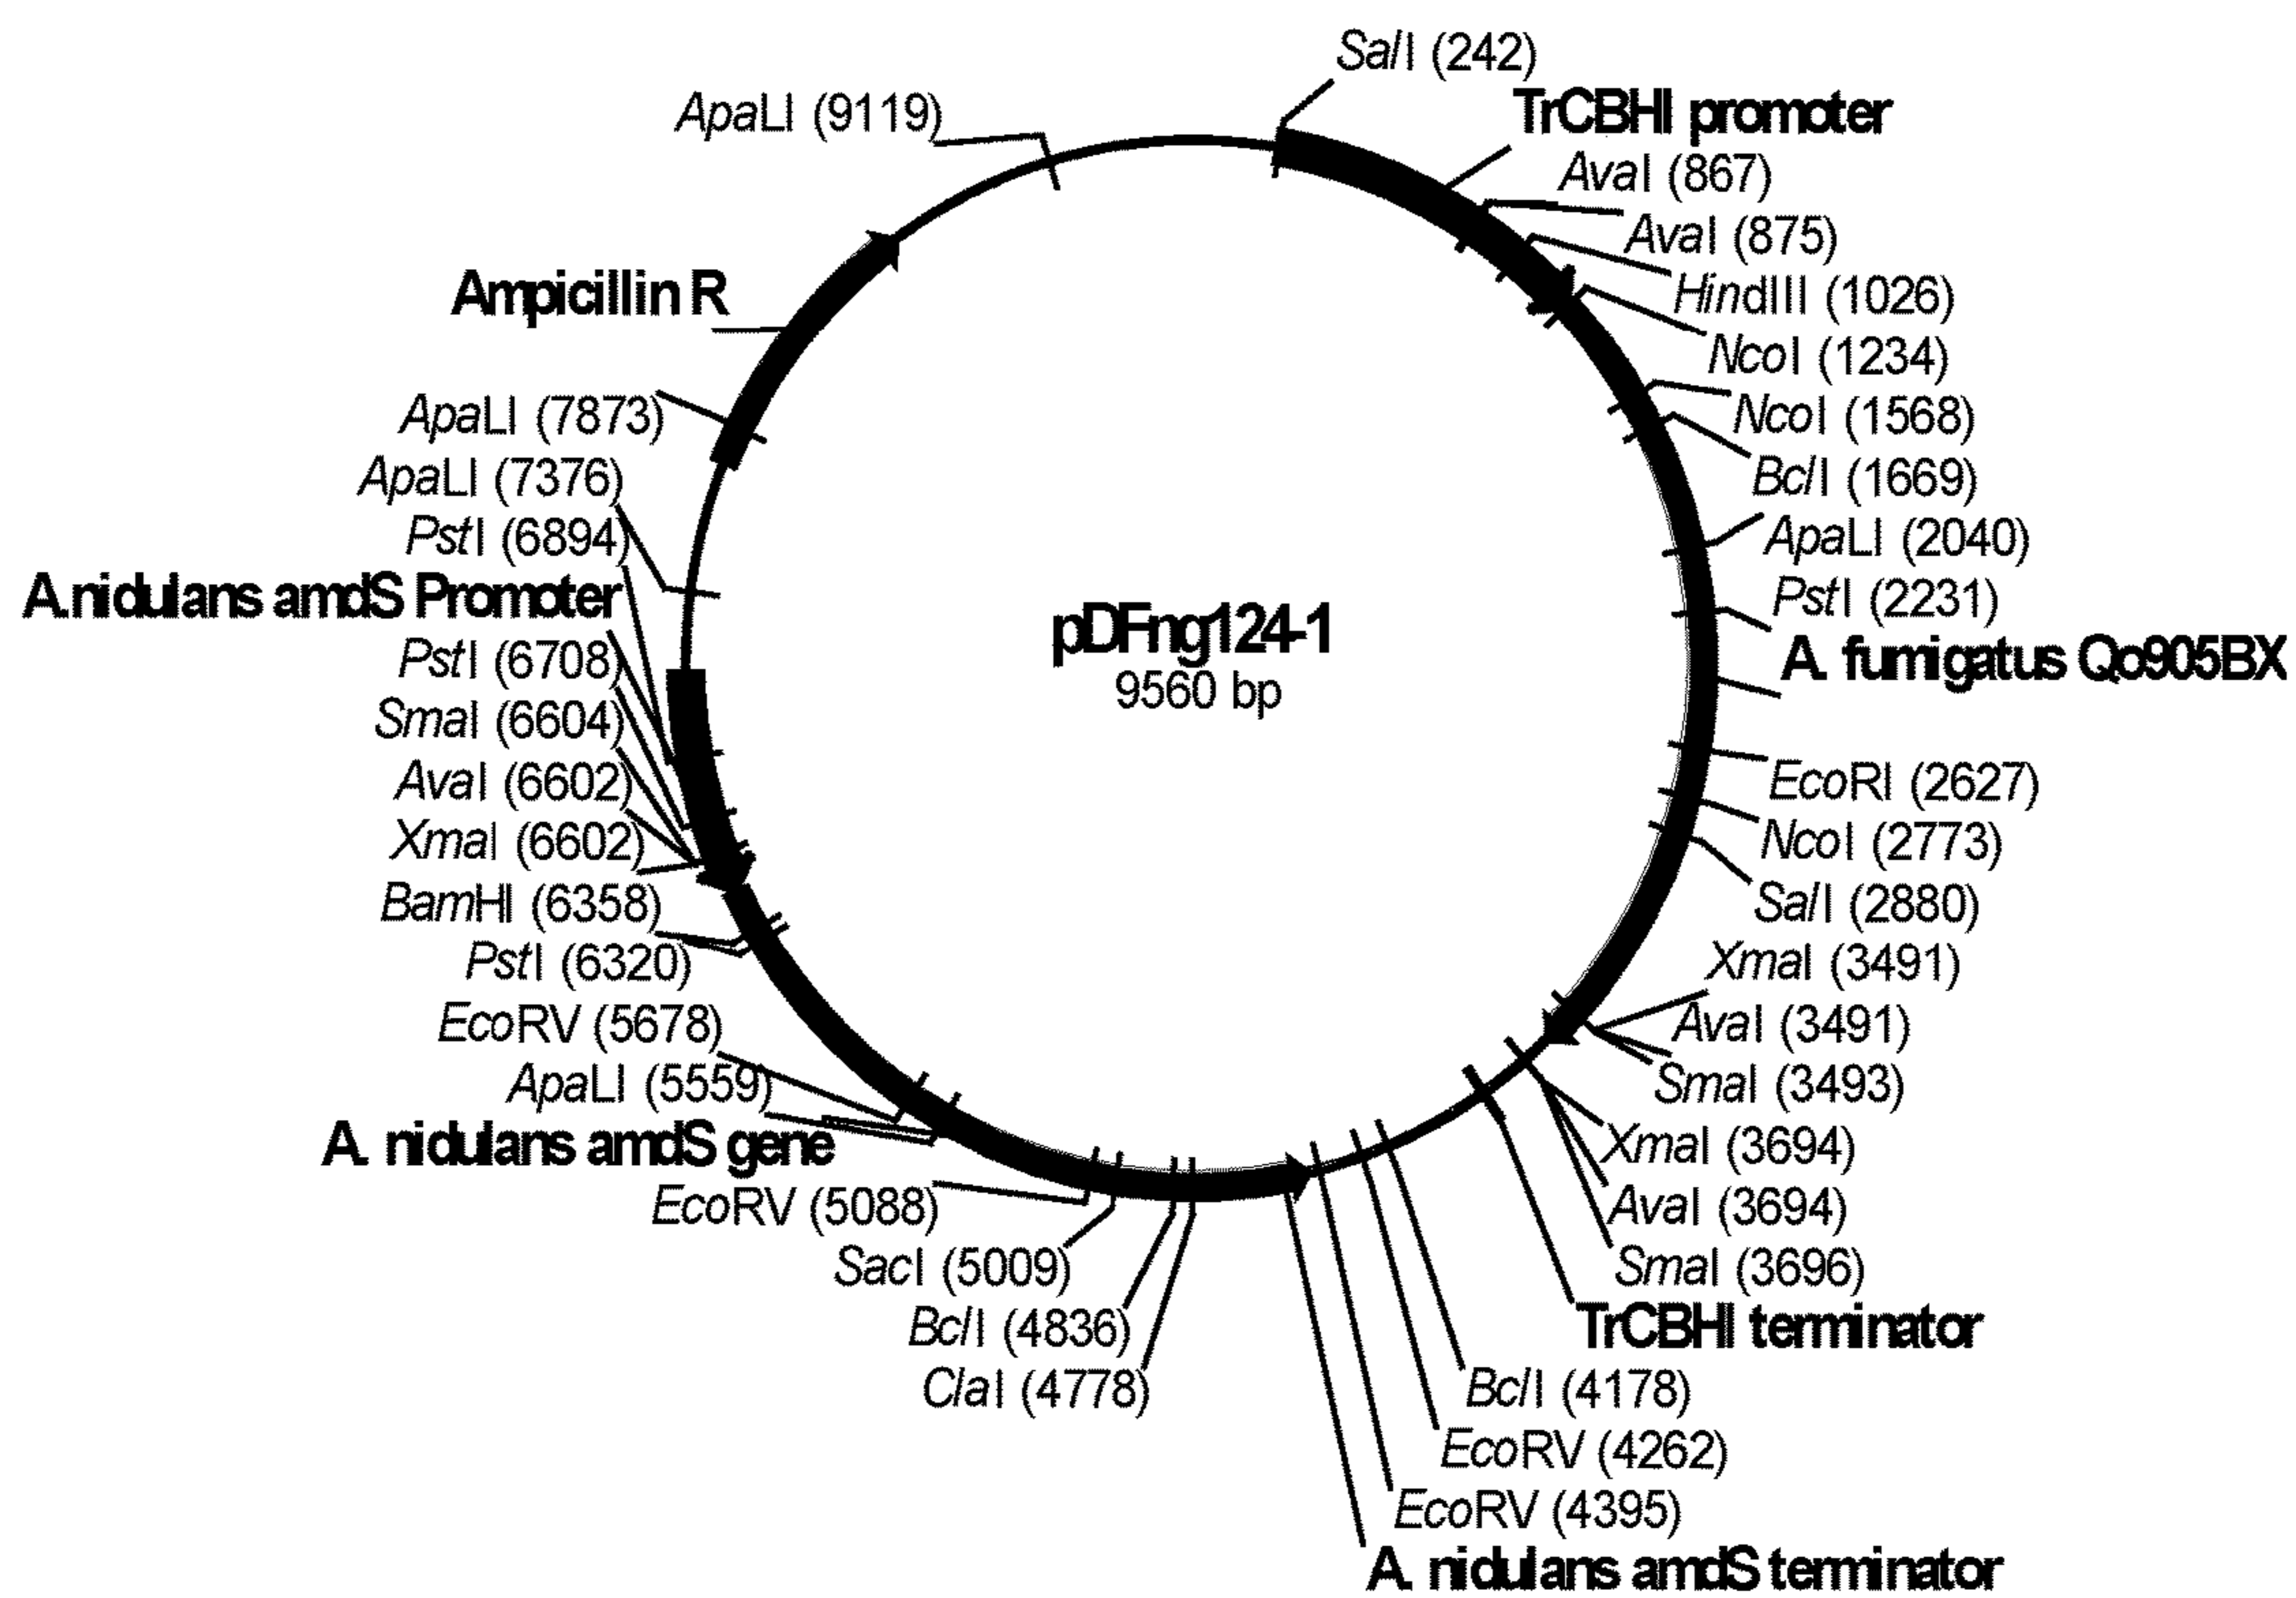 SalI (242)
TrCBHI promoter
AvaI (867)
AvaI (875)
HindIII (1026)
NcoI (1234)
NcoI (1568)
BclI (1669)
ApaLI (2040)
PstI (2231)
A. fumigatus Qo905BX
EcoRI (2627)
NcoI (2773)
SalI (2880)
XmaI (3491)
AvaI (3491)
SmaI (3493)
XmaI (3694)
AvaI (3694)
SmaI (3696)
TrCBHI terminator
BclI (4178)
EcoRV (4262)
EcoRV (4395)
A. nidulans amdS terminator
ClaI (4778)
BclI (4836)
SacI (5009)
EcoRV (5088)
A. nidulans amdS gene
ApaLI (5559)
EcoRV (5678)
PstI (6320)
BamHI (6358)
XmaI (6602)
AvaI (6602)
SmaI (6604)
PstI (6708)
A.nidulans amdS Promoter
PstI (6894)
ApaLI (7376)
ApaLI (7873)
Ampicillin R
ApaLI (9119)
pDFng124-1
9560 bp